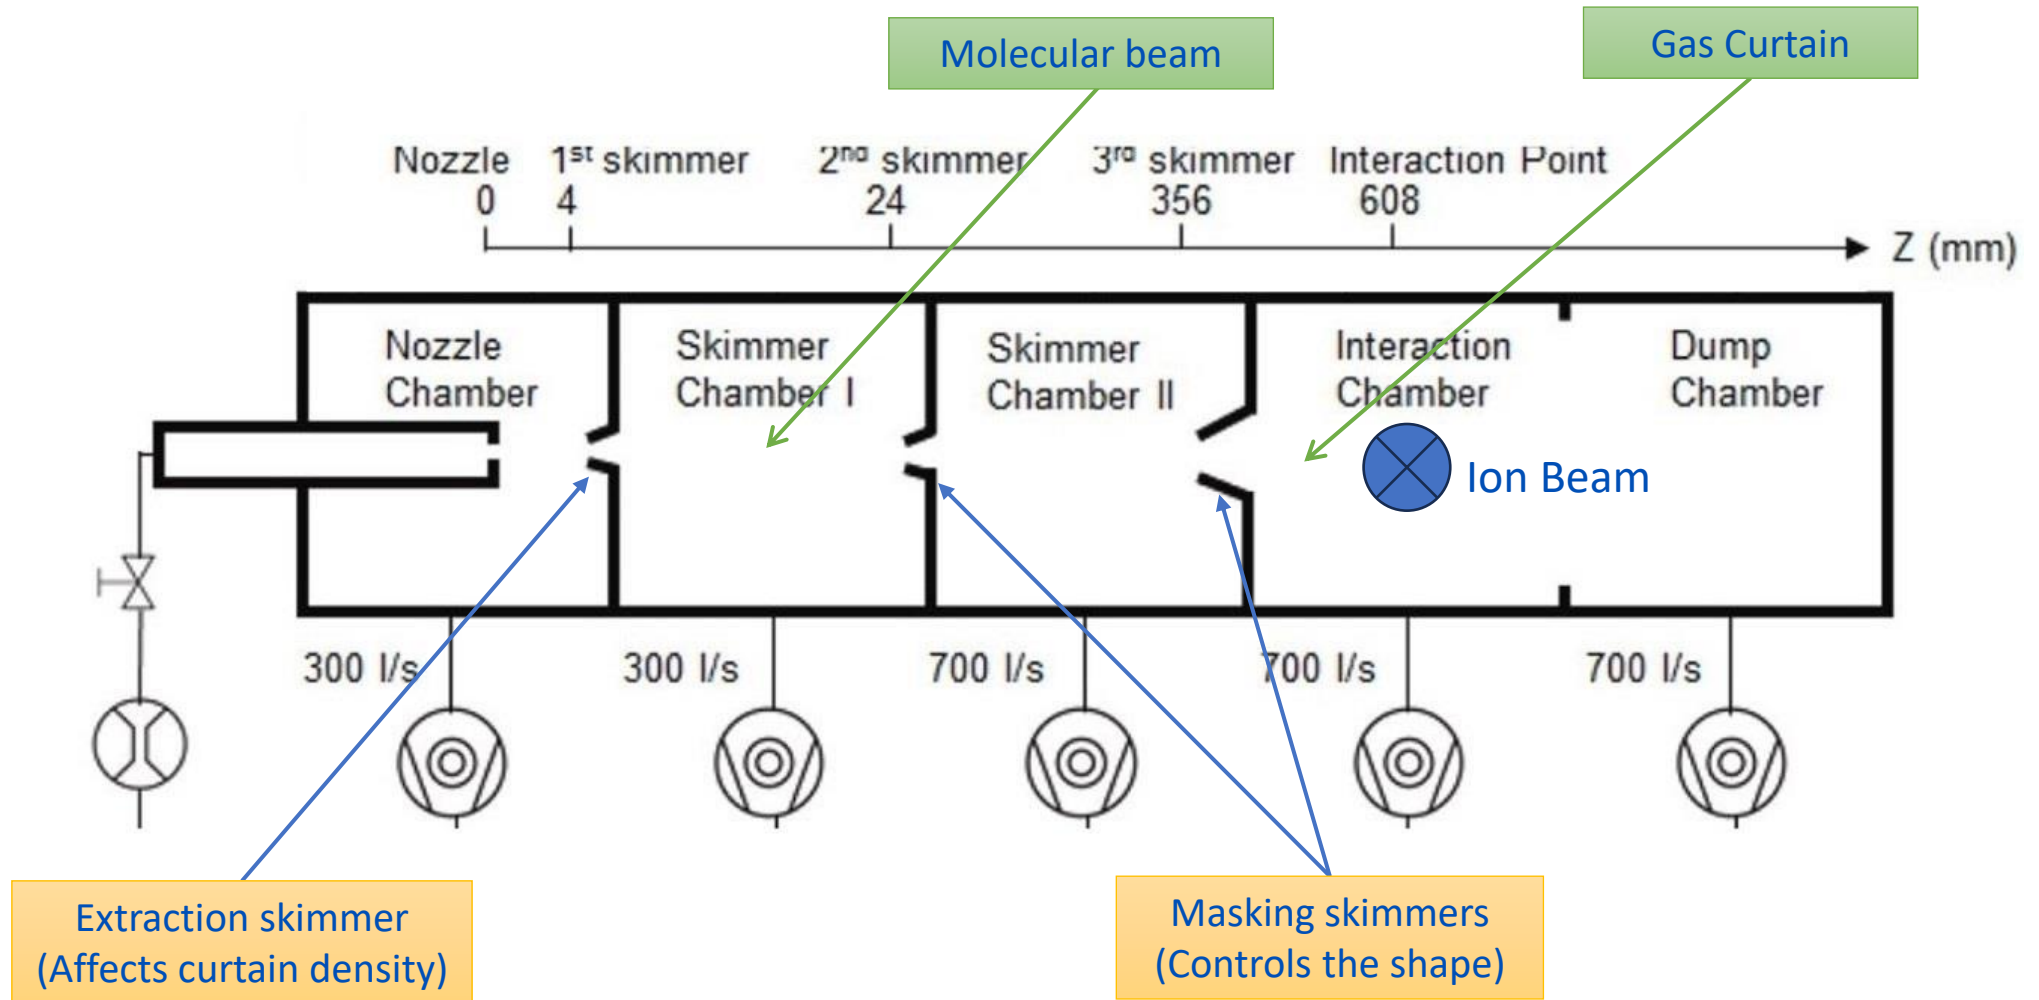 Molecular beam
Gas Curtain
Nozzle 1st skimmer 2nd skimmer 3rd skimmer Interaction Point
0 4 24 356 608
Z (mm)
Nozzle
Chamber
Skimmer
Chamber I
Skimmer
Chamber II
Interaction
Chamber
Dump
Chamber
Ion Beam
300 l/s 300 l/s 700 l/s 700 l/s 700 l/s
Extraction skimmer
(Affects curtain density)
Masking skimmers
(Controls the shape)